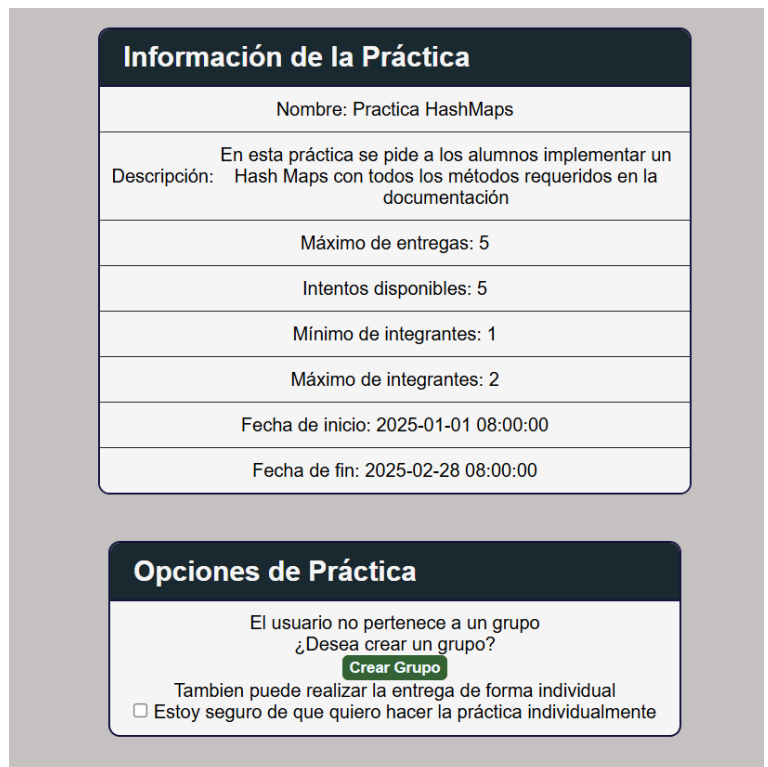 Información de la Práctica
Nombre: Practica HashMaps
En esta práctica se pide a los alumnos implementar un
Descripción: Hash Maps con todos los métodos requeridos en la
documentación
Máximo de entregas: 5
Intentos disponibles: 5
Mínimo de integrantes: 1
Máximo de integrantes: 2
Fecha de inicio: 2025-01-01 08:00:00
Fecha de fin: 2025-02-28 08:00:00
Opciones de Práctica
El usuario no pertenece a un grupo
¿Desea crear un grupo?
Crear Grupo
Tambien puede realizar la entrega de forma individual
Estoy seguro de que quiero hacer la práctica individualmente